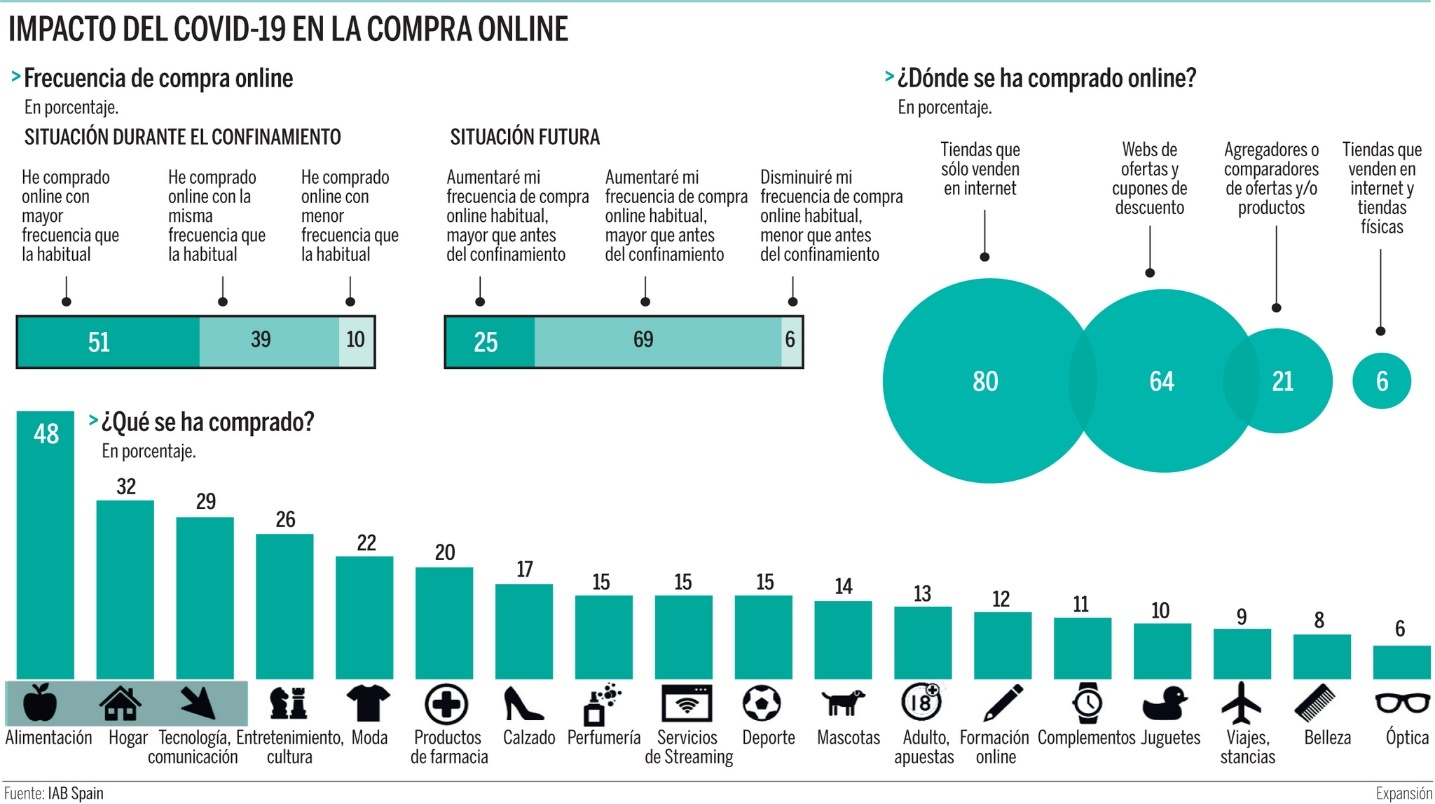 IMPACTO DEL COVID-19 EN LA COMPRA ONLINE
> Frecuencia de compra online
En porcentaje.
SITUACIÓN DURANTE EL CONFINAMIENTO
He comprado
online con
mayor
frecuencia que
la habitual
He comprado
online con la
misma
frecuencia que
la habitual
He comprado
online con
menor
frecuencia que
la habitual
51
39
10
SITUACIÓN FUTURA
Aumentaré mi
frecuencia de compra
online habitual,
mayor que antes
del confinamiento
Aumentaré mi
frecuencia de compra
online habitual,
mayor que antes
del confinamiento
Disminuiré mi
frecuencia de compra
online habitual,
menor que antes
del confinamiento
25
69
6
> ¿Dónde se ha comprado online?
En porcentaje.
Tiendas que
sólo venden
en internet
Webs de
ofertas y
cupones de
descuento
Agregadores o
comparadores
de ofertas y/o
productos
Tiendas que
venden en
internet y
tiendas
físicas
80
64
21
6
> ¿Qué se ha comprado?
En porcentaje.
48
32
29
26
22
20
17
15
15
15
14
13
12
11
10
9
8
6
18+
Alimentación
Hogar
Tecnología,
comunicación
Entretenimiento,
cultura
Moda
Productos
de farmacia
Calzado
Perfumería
Servicios
de Streaming
Deporte
Mascotas
Adulto,
apuestas
Formación
online
Complementos
Juguetes
Viajes,
stancias
Belleza
Óptica
Fuente: IAB Spain
Expansión